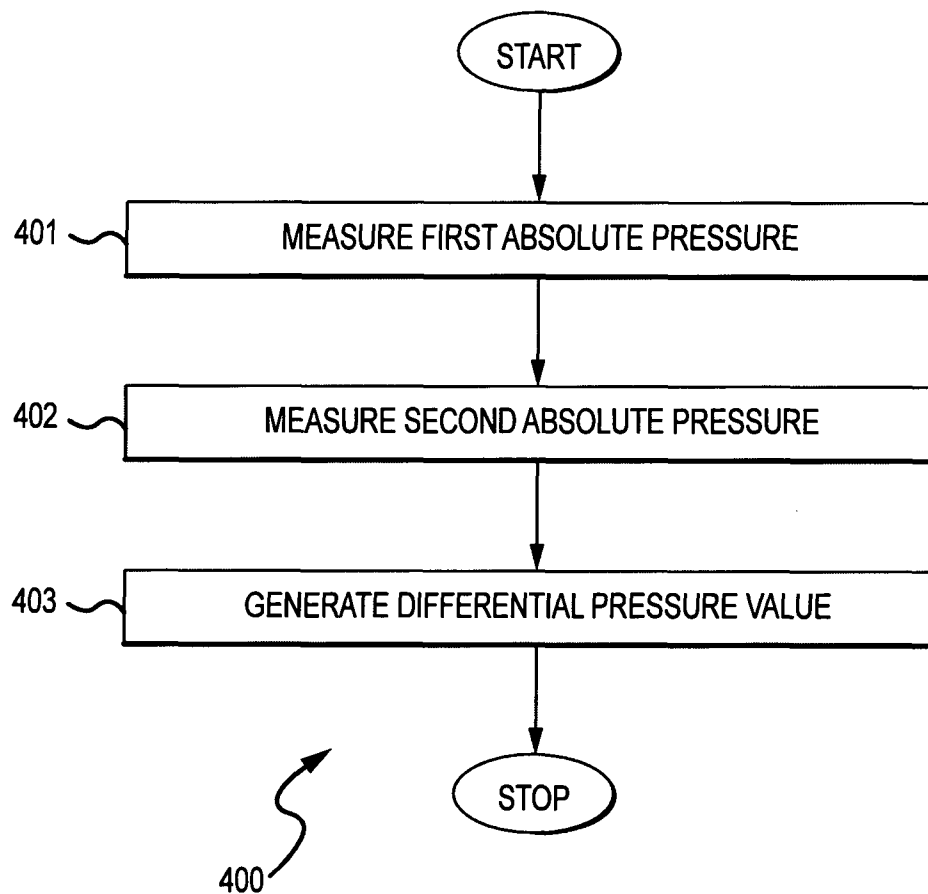 START
401
MEASURE FIRST ABSOLUTE PRESSURE
402
MEASURE SECOND ABSOLUTE PRESSURE
403
GENERATE DIFFERENTIAL PRESSURE VALUE
STOP
400